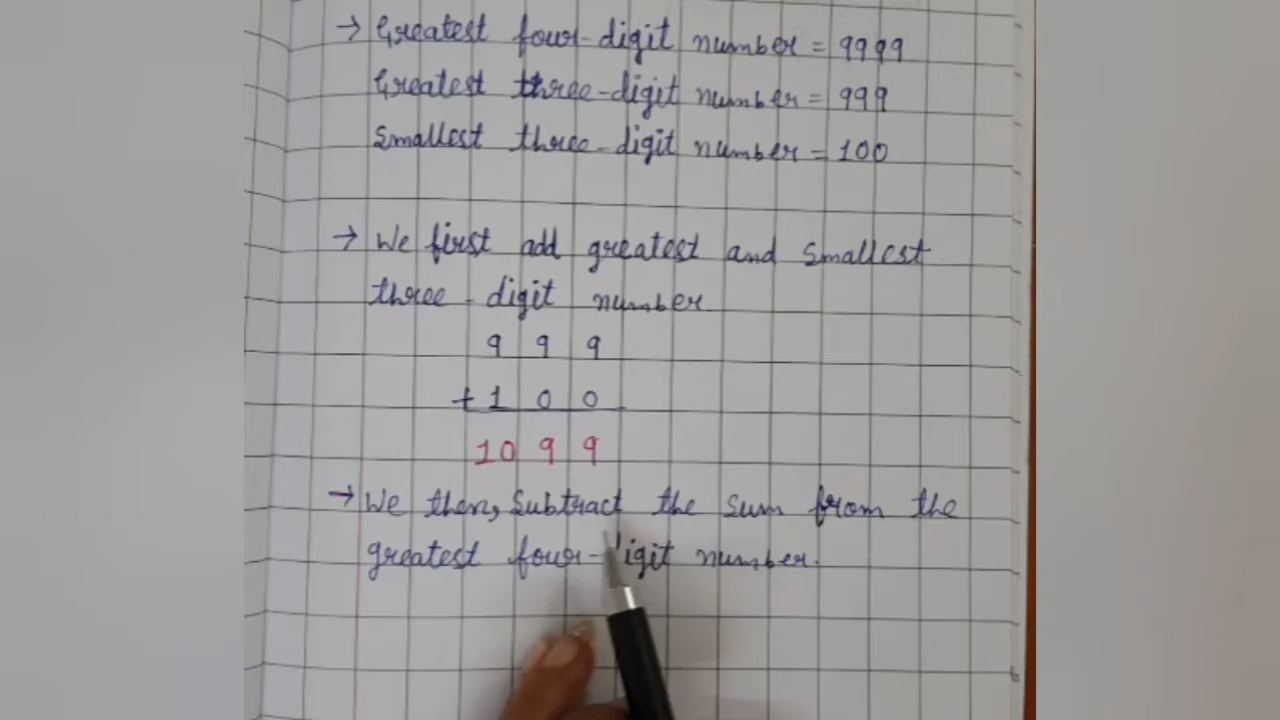 → Greatest four-digit number = 9999
Greatest three-digit number = 999
Smallest three-digit number = 100
→ We first add greatest and smallest
three-digit number
9 9 9
+ 1 0 0
10 9 9
→ We then, Subtract the sum from the
greatest four-digit number.